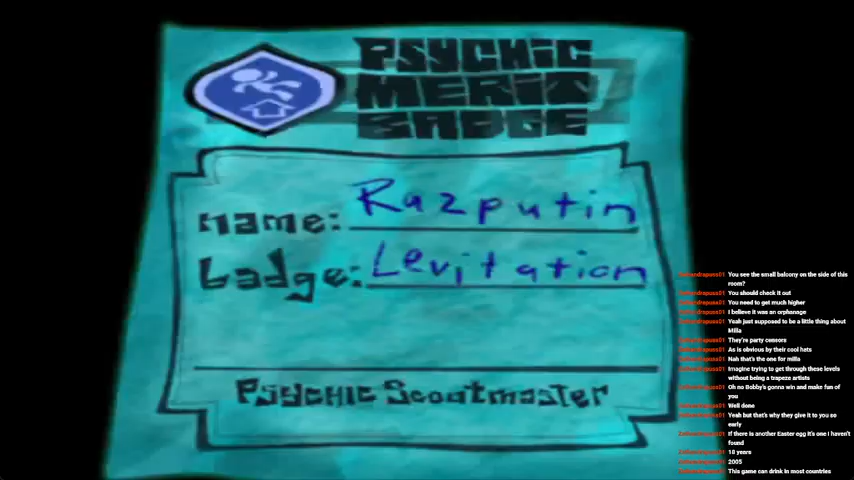 PSYCHIC
MERIT
BADGE
name: Razputin
badge: Levitation
Psychic Scoutmaster
You see the small balcony on the side of this
room?
You should check it out
You need to get much higher
I believe it was an orphanage
Yeah just supposed to be a little thing about
Milla
They're party censors
As is obvious by their cool hats
Nah that's the one for milla
Imagine trying to get through these levels
without being a trapeze artists
Oh no Bobby's gonna win and make fun of
you
Well done
Yeah but that's why they give it to you so
early
If there is another Easter egg it's one I haven't
found
18 years
2005
This game can drink in most countries